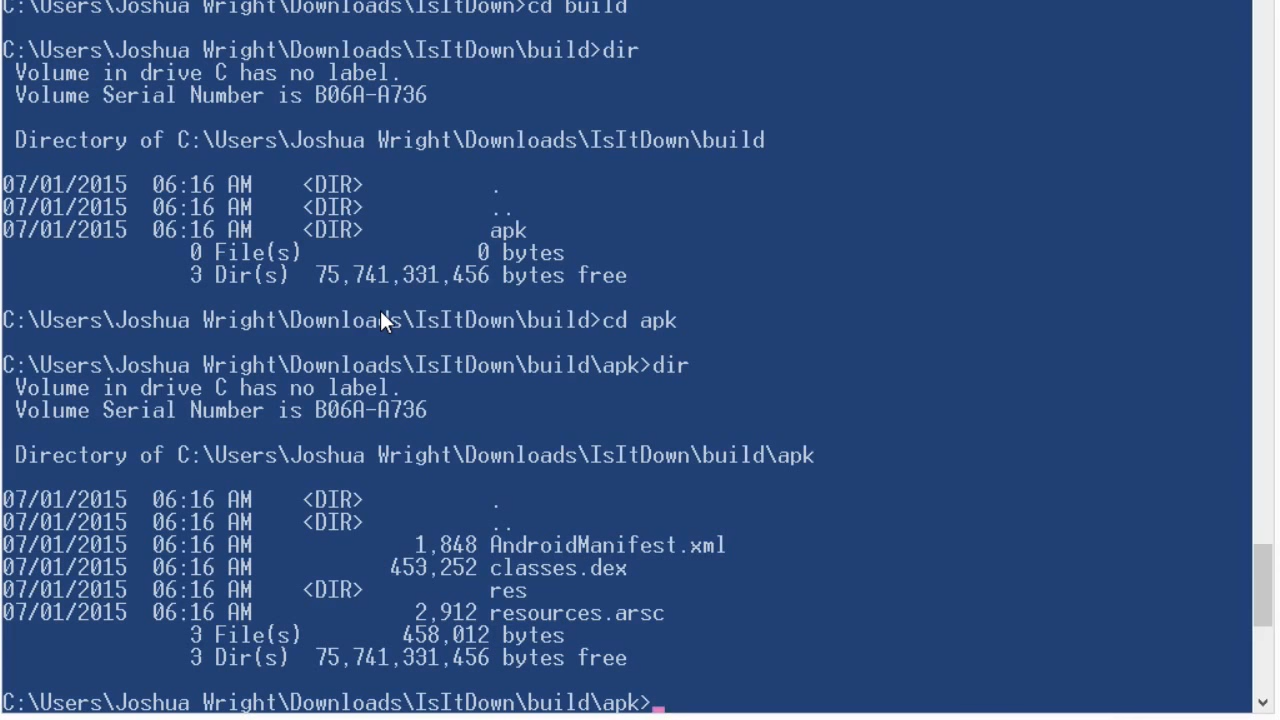 C:\Users\Joshua Wright\Downloads\IsItDown>cd build
C:\Users\Joshua Wright\Downloads\IsItDown\build>dir
Volume in drive C has no label.
Volume Serial Number is B06A-A736
Directory of C:\Users\Joshua Wright\Downloads\IsItDown\build
07/01/2015  06:16 AM    <DIR>          .
07/01/2015  06:16 AM    <DIR>          ..
07/01/2015  06:16 AM    <DIR>          apk
0 File(s)              0 bytes
3 Dir(s)  75,741,331,456 bytes free
C:\Users\Joshua Wright\Downloads\IsItDown\build>cd apk
C:\Users\Joshua Wright\Downloads\IsItDown\build\apk>dir
Volume in drive C has no label.
Volume Serial Number is B06A-A736
Directory of C:\Users\Joshua Wright\Downloads\IsItDown\build\apk
07/01/2015  06:16 AM    <DIR>          .
07/01/2015  06:16 AM    <DIR>          ..
07/01/2015  06:16 AM             1,848 AndroidManifest.xml
07/01/2015  06:16 AM           453,252 classes.dex
07/01/2015  06:16 AM    <DIR>          res
07/01/2015  06:16 AM             2,912 resources.arsc
3 File(s)        458,012 bytes
3 Dir(s)  75,741,331,456 bytes free
C:\Users\Joshua Wright\Downloads\IsItDown\build\apk>